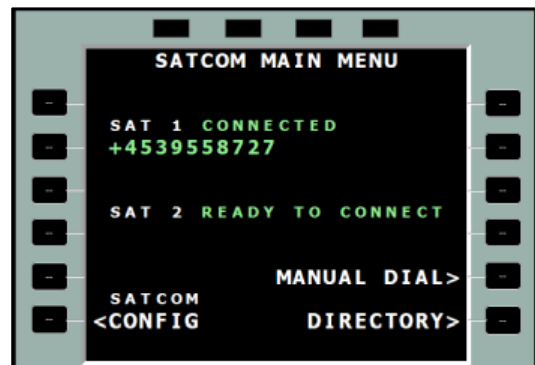 SATCOM MAIN MENU
SAT 1 CONNECTED
+4539558727
SAT 2 READY TO CONNECT
MANUAL DIAL>
SATCOM
<CONFIG DIRECTORY>